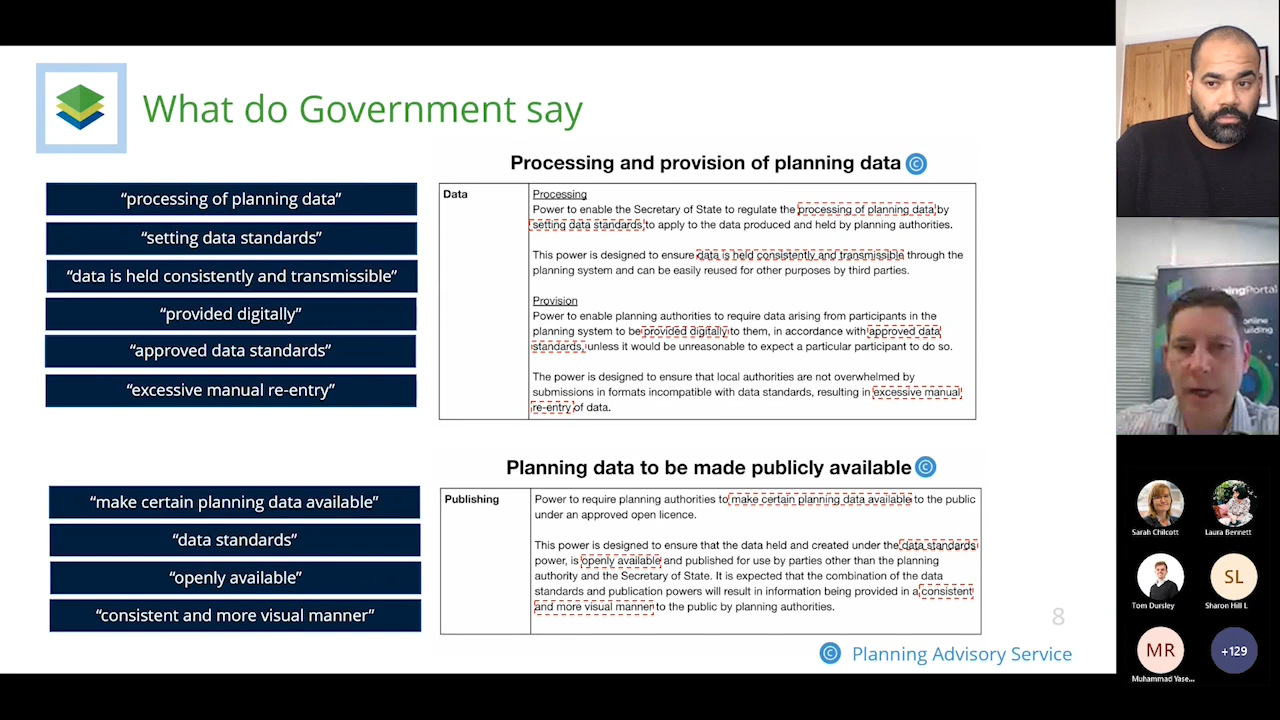 What do Government say
“processing of planning data”
“setting data standards”
“data is held consistently and transmissible”
“provided digitally”
“approved data standards”
“excessive manual re-entry”
Processing and provision of planning data ©
Data
Processing
Power to enable the Secretary of State to regulate the processing of planning data by
setting data standards to apply to the data produced and held by planning authorities.
This power is designed to ensure data is held consistently and transmissible through the
planning system and can be easily reused for other purposes by third parties.
Provision
Power to enable planning authorities to require data arising from participants in the
planning system to be provided digitally to them, in accordance with approved data
standards, unless it would be unreasonable to expect a particular participant to do so.
The power is designed to ensure that local authorities are not overwhelmed by
submissions in formats incompatible with data standards, resulting in excessive manual
re-entry of data.
“make certain planning data available”
“data standards”
“openly available”
“consistent and more visual manner”
Planning data to be made publicly available ©
Publishing
Power to require planning authorities to make certain planning data available to the public
under an approved open licence.
This power is designed to ensure that the data held and created under the data standards
power, is openly available and published for use by parties other than the planning
authority and the Secretary of State. It is expected that the combination of the data
standards and publication powers will result in information being provided in a consistent
and more visual manner to the public by planning authorities.
8
© Planning Advisory Service
ningPortal
online
building
Sarah Chilcott
Laura Bennett
Tom Dursley
SL
Sharon Hill L
MR
Muhammad Yase...
+129